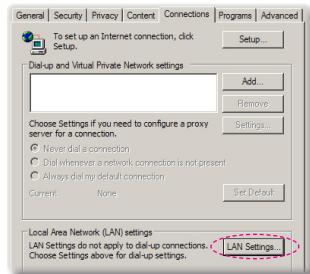 General Security Privacy Content Connections Programs Advanced
To set up an Internet connection, click
Setup.
Setup...
Dial-up and Virtual Private Network settings
Add...
Remove
Choose Settings if you need to configure a proxy
server for a connection.
Settings...
Never dial a connection
Dial whenever a network connection is not present
Always dial my default connection
Current: None
Set Default
Local Area Network (LAN) settings
LAN Settings do not apply to dial-up connections.
Choose Settings above for dial-up settings.
LAN Settings...